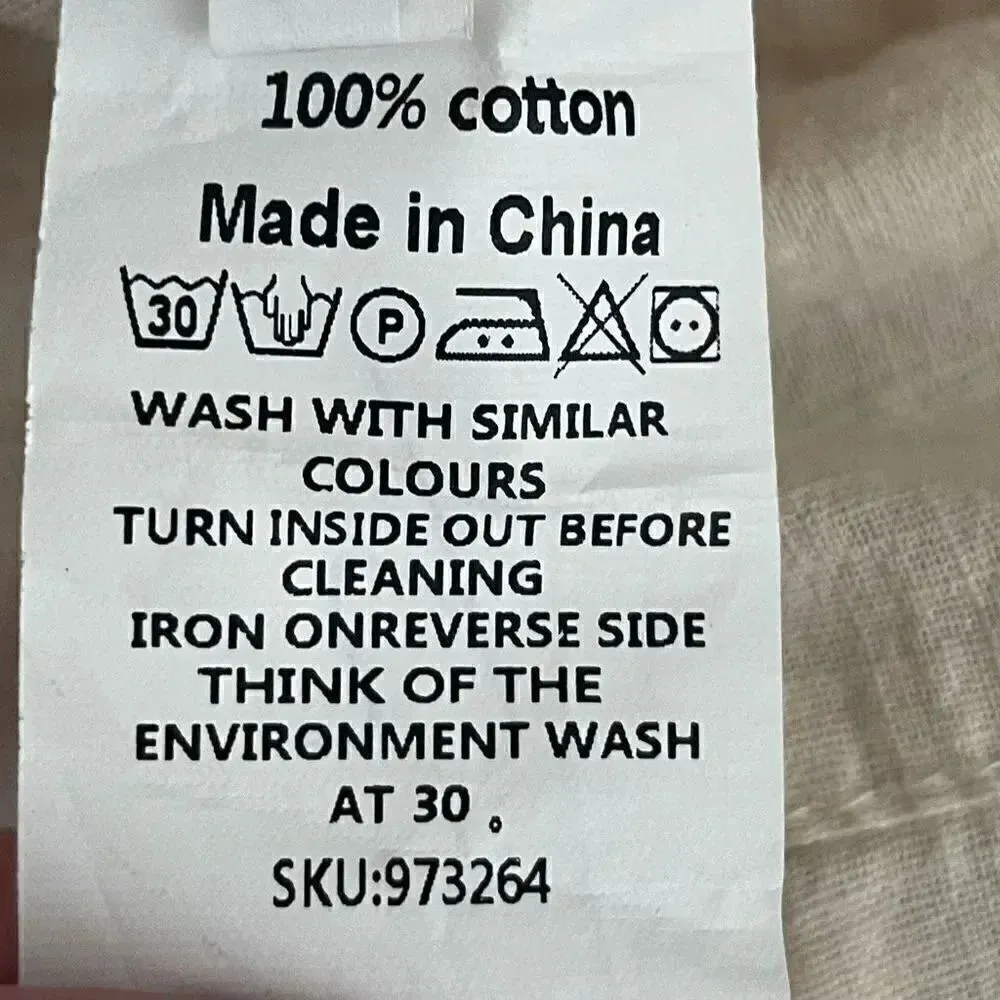 100% cotton
Made in China
30 P
WASH WITH SIMILAR
COLOURS
TURN INSIDE OUT BEFORE
CLEANING
IRON ONREVERSE SIDE
THINK OF THE
ENVIRONMENT WASH
AT 30 。
SKU:973264